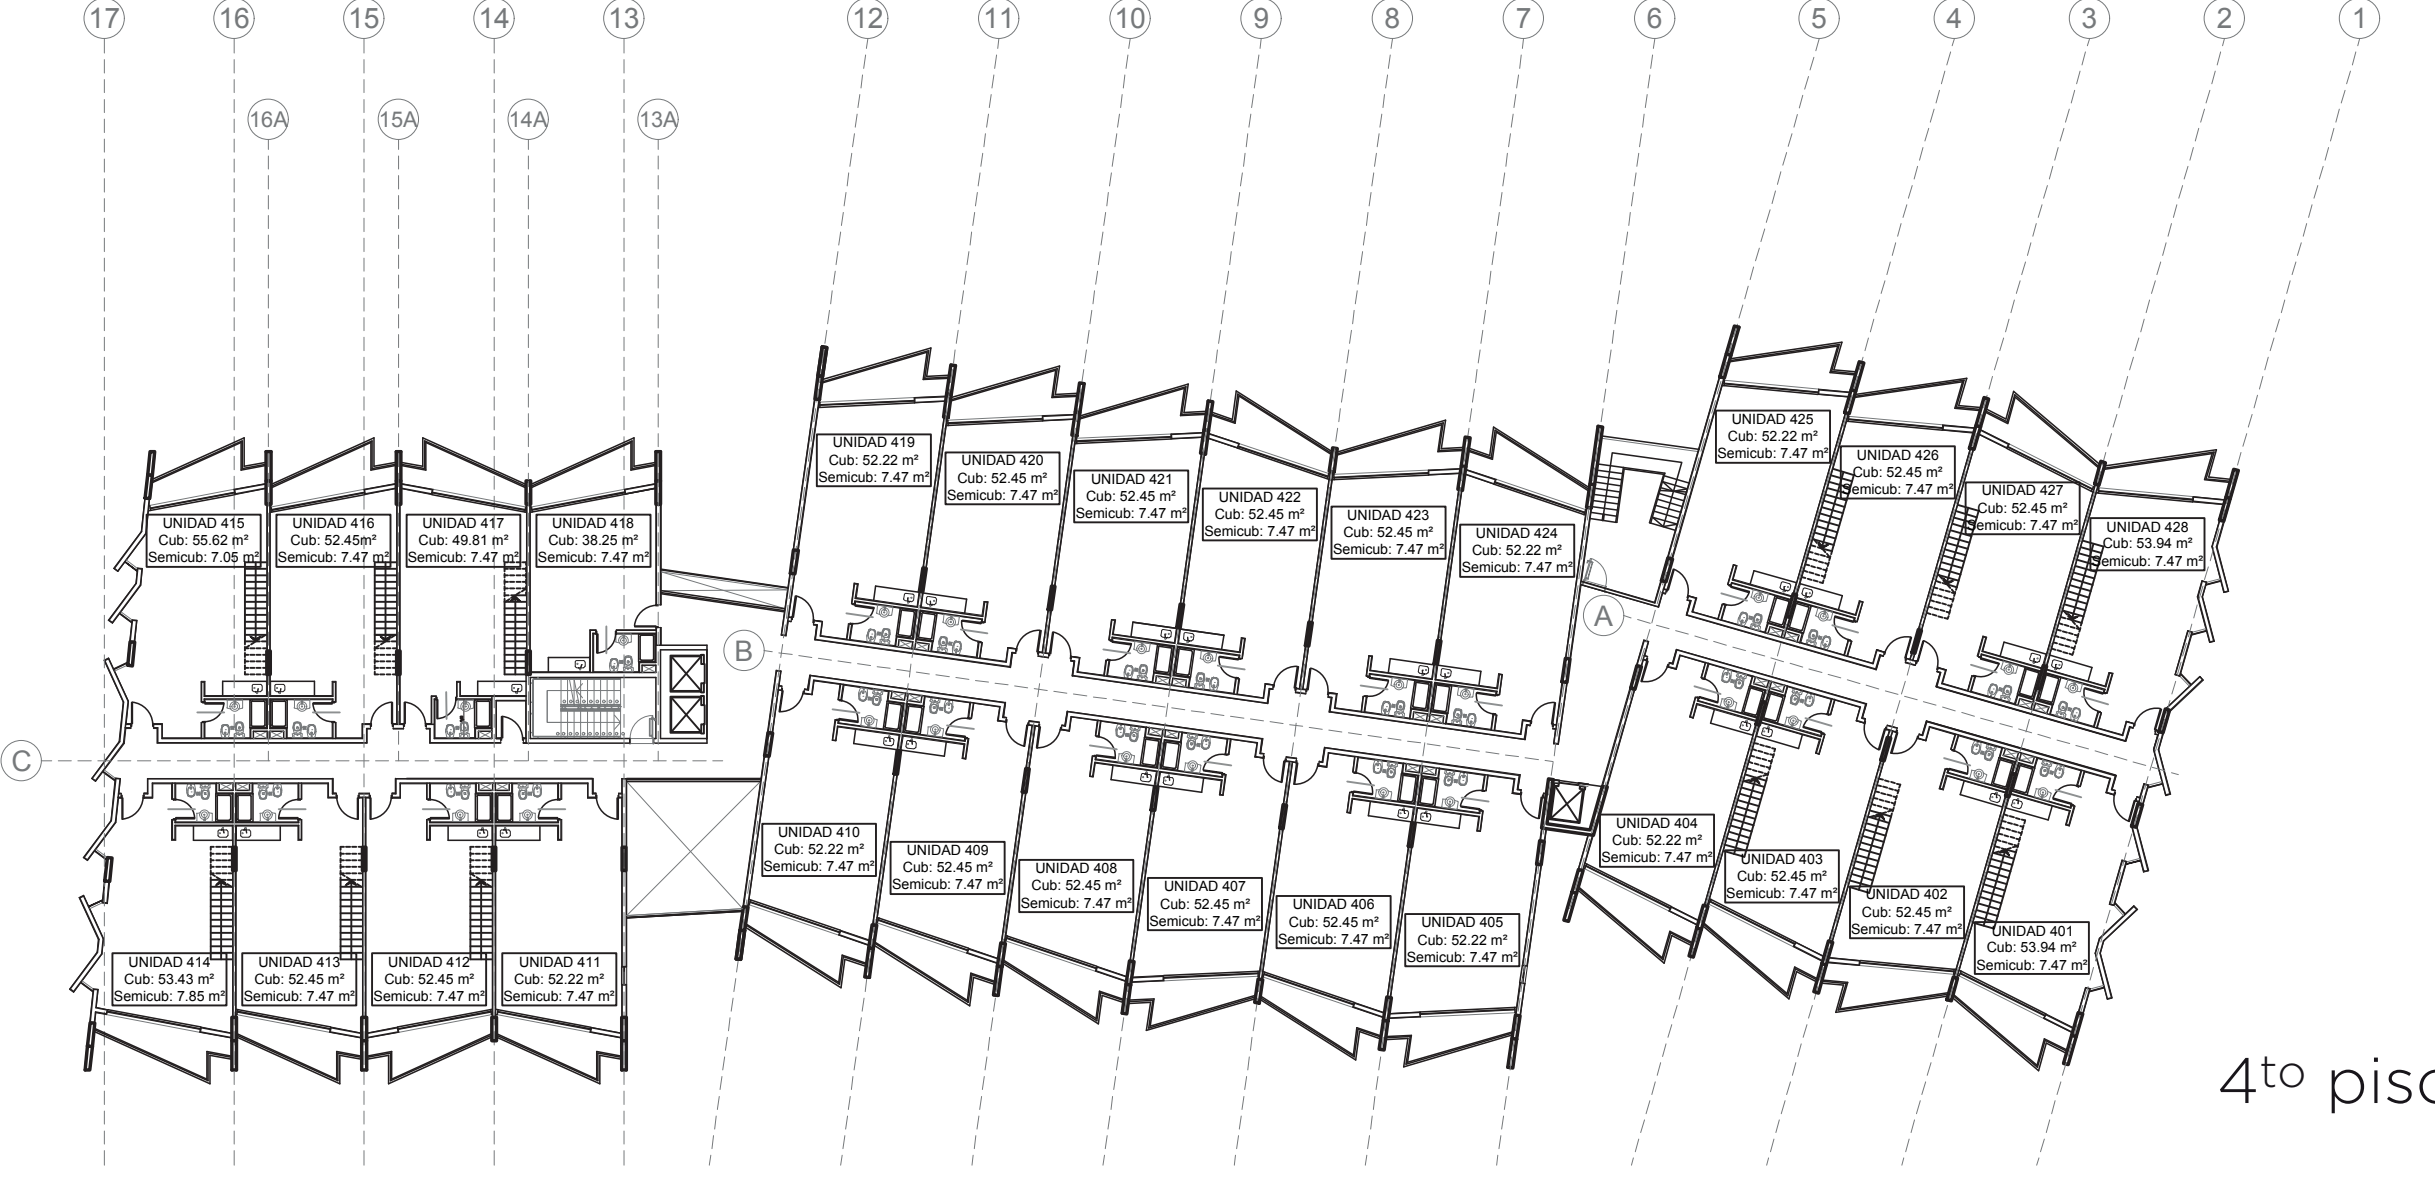 17 16 15 14 13 12 11 10 9 8 7 6 5 4 3 2 1
16A 15A 14A 13A
UNIDAD 425
Cub: 52.22 m²
Semicub: 7.47 m²
UNIDAD 419
Cub: 52.22 m²
Semicub: 7.47 m²
UNIDAD 420
Cub: 52.45 m²
Semicub: 7.47 m²
UNIDAD 421
Cub: 52.45 m²
Semicub: 7.47 m²
UNIDAD 422
Cub: 52.45 m²
Semicub: 7.47 m²
UNIDAD 423
Cub: 52.45 m²
Semicub: 7.47 m²
UNIDAD 424
Cub: 52.22 m²
Semicub: 7.47 m²
UNIDAD 426
Cub: 52.45 m²
Semicub: 7.47 m²
UNIDAD 427
Cub: 52.45 m²
Semicub: 7.47 m²
UNIDAD 428
Cub: 53.94 m²
Semicub: 7.47 m²
UNIDAD 415
Cub: 55.62 m²
Semicub: 7.05 m²
UNIDAD 416
Cub: 52.45m²
Semicub: 7.47 m²
UNIDAD 417
Cub: 49.81 m²
Semicub: 7.47 m²
UNIDAD 418
Cub: 38.25 m²
Semicub: 7.47 m²
A
B
C
UNIDAD 414
Cub: 53.43 m²
Semicub: 7.85 m²
UNIDAD 413
Cub: 52.45 m²
Semicub: 7.47 m²
UNIDAD 412
Cub: 52.45 m²
Semicub: 7.47 m²
UNIDAD 411
Cub: 52.22 m²
Semicub: 7.47 m²
UNIDAD 410
Cub: 52.22 m²
Semicub: 7.47 m²
UNIDAD 409
Cub: 52.45 m²
Semicub: 7.47 m²
UNIDAD 408
Cub: 52.45 m²
Semicub: 7.47 m²
UNIDAD 407
Cub: 52.45 m²
Semicub: 7.47 m²
UNIDAD 406
Cub: 52.45 m²
Semicub: 7.47 m²
UNIDAD 405
Cub: 52.22 m²
Semicub: 7.47 m²
UNIDAD 404
Cub: 52.22 m²
Semicub: 7.47 m²
UNIDAD 403
Cub: 52.45 m²
Semicub: 7.47 m²
UNIDAD 402
Cub: 52.45 m²
Semicub: 7.47 m²
UNIDAD 401
Cub: 53.94 m²
Semicub: 7.47 m²
4to piso